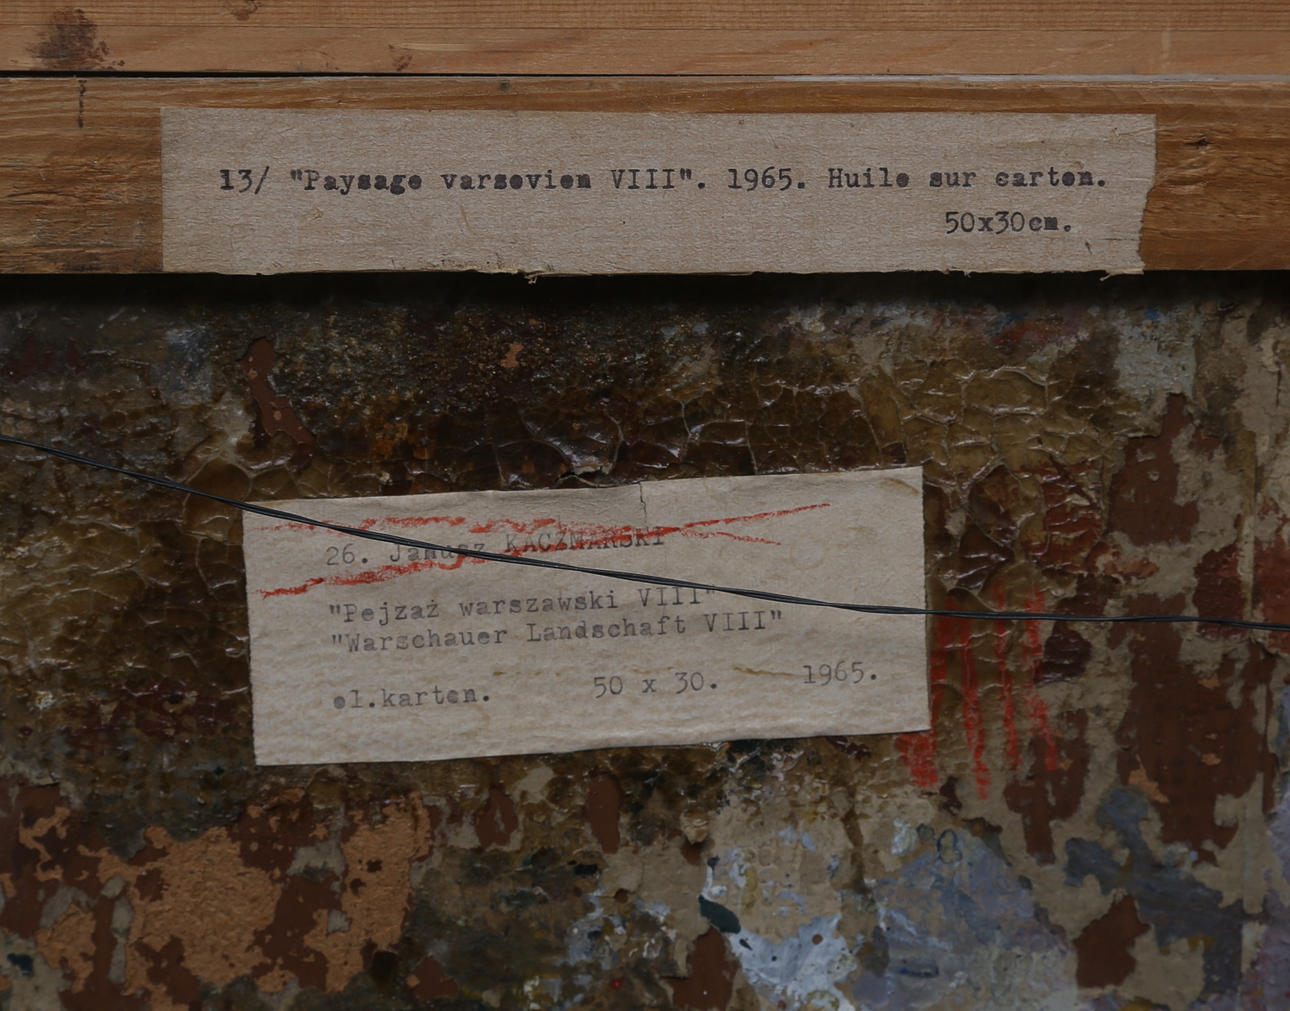 13/ "Paysage varsovien VIII". 1965. Huile sur carton.
50x30cm.
26. Janusz KACZMARSKI
"Pejzaż warszawski VIII"
"Warschauer Landschaft VIII"
ol.karton. 50 x 30. 1965.